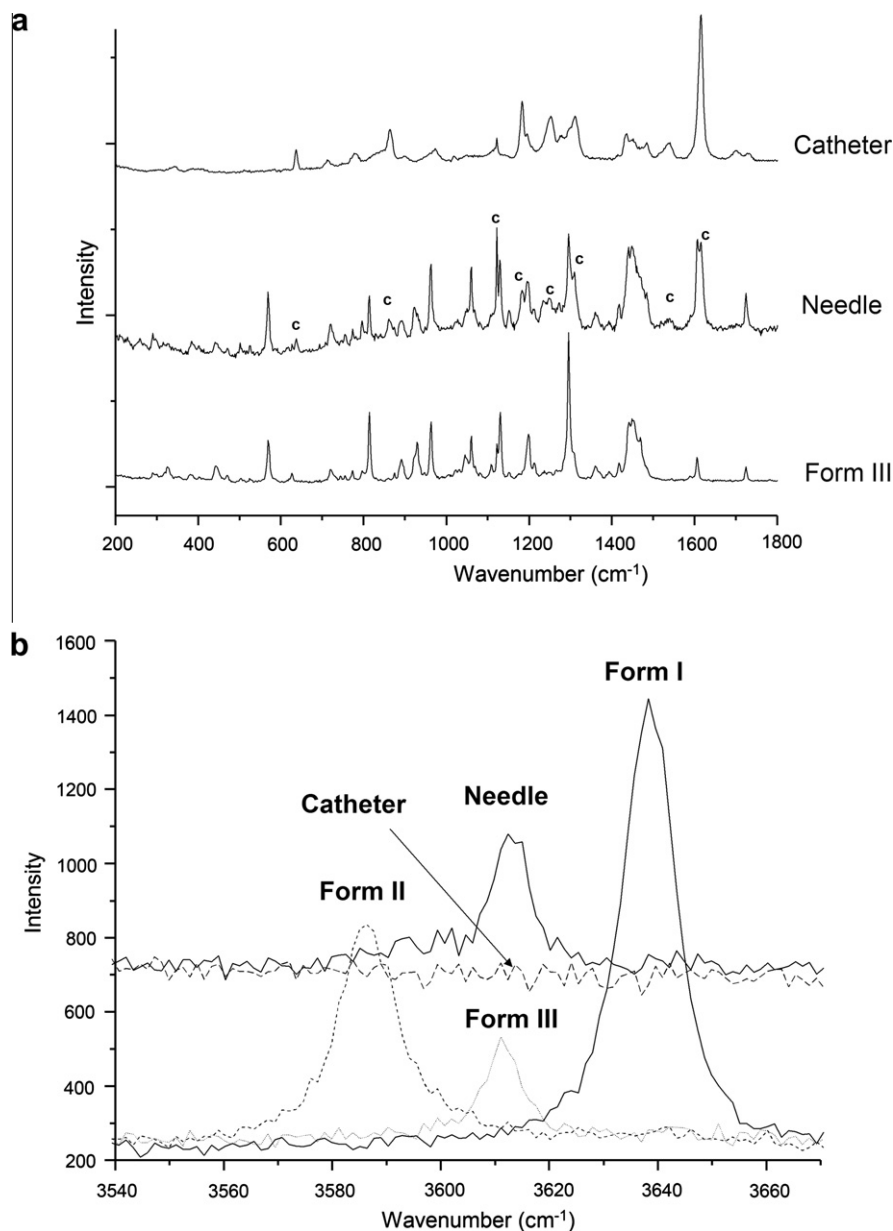 a
Catheter
Needle
Form III
c c c c c c c c
Intensity
200 400 600 800 1000 1200 1400 1600 1800
Wavenumber (cm-1)
b
1600
1400
1200
1000
800
600
400
200
Intensity
Form I
Needle
Catheter
Form II
Form III
3540 3560 3580 3600 3620 3640 3660
Wavenumber (cm-1)